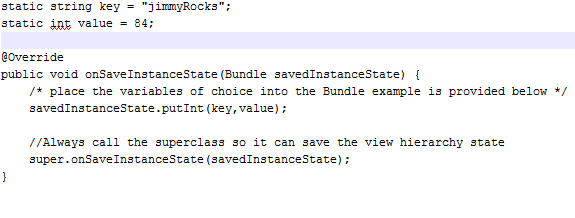 static string key = "jimmyRocks";
static int value = 84;
@Override
public void onSaveInstanceState(Bundle savedInstanceState) {
/* place the variables of choice into the Bundle example is provided below */
savedInstanceState.putInt(key,value);
//Always call the superclass so it can save the view hierarchy state
super.onSaveInstanceState(savedInstanceState);
}